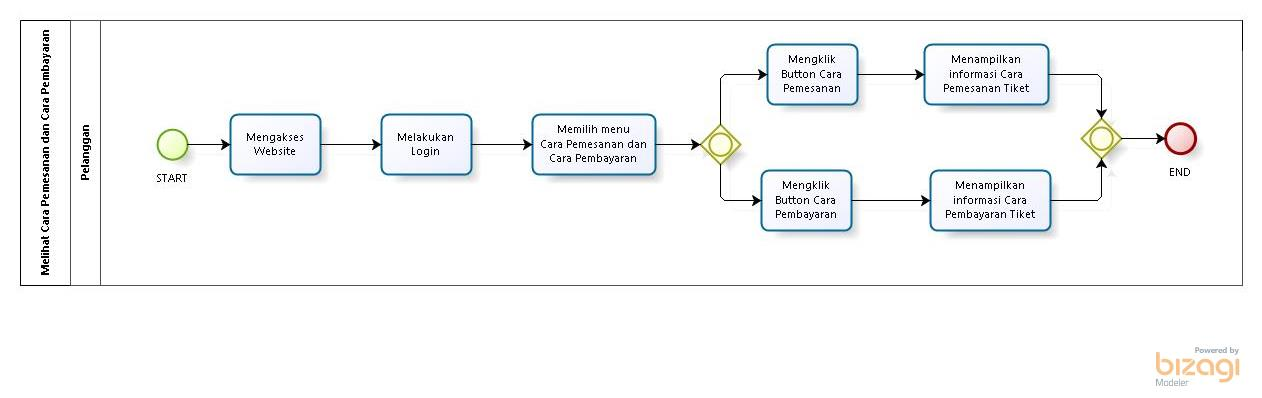 Melihat Cara Pemesanan dan Cara Pembayaran
Pelanggan
START
Mengakses
Website
Melakukan
Login
Memilih menu
Cara Pemesanan dan
Cara Pembayaran
Mengklik
Button Cara
Pemesanan
Menampilkan
informasi Cara
Pemesanan Tiket
Mengklik
Button Cara
Pembayaran
Menampilkan
informasi Cara
Pembayaran Tiket
END
Powered by
bizagi
Modeler